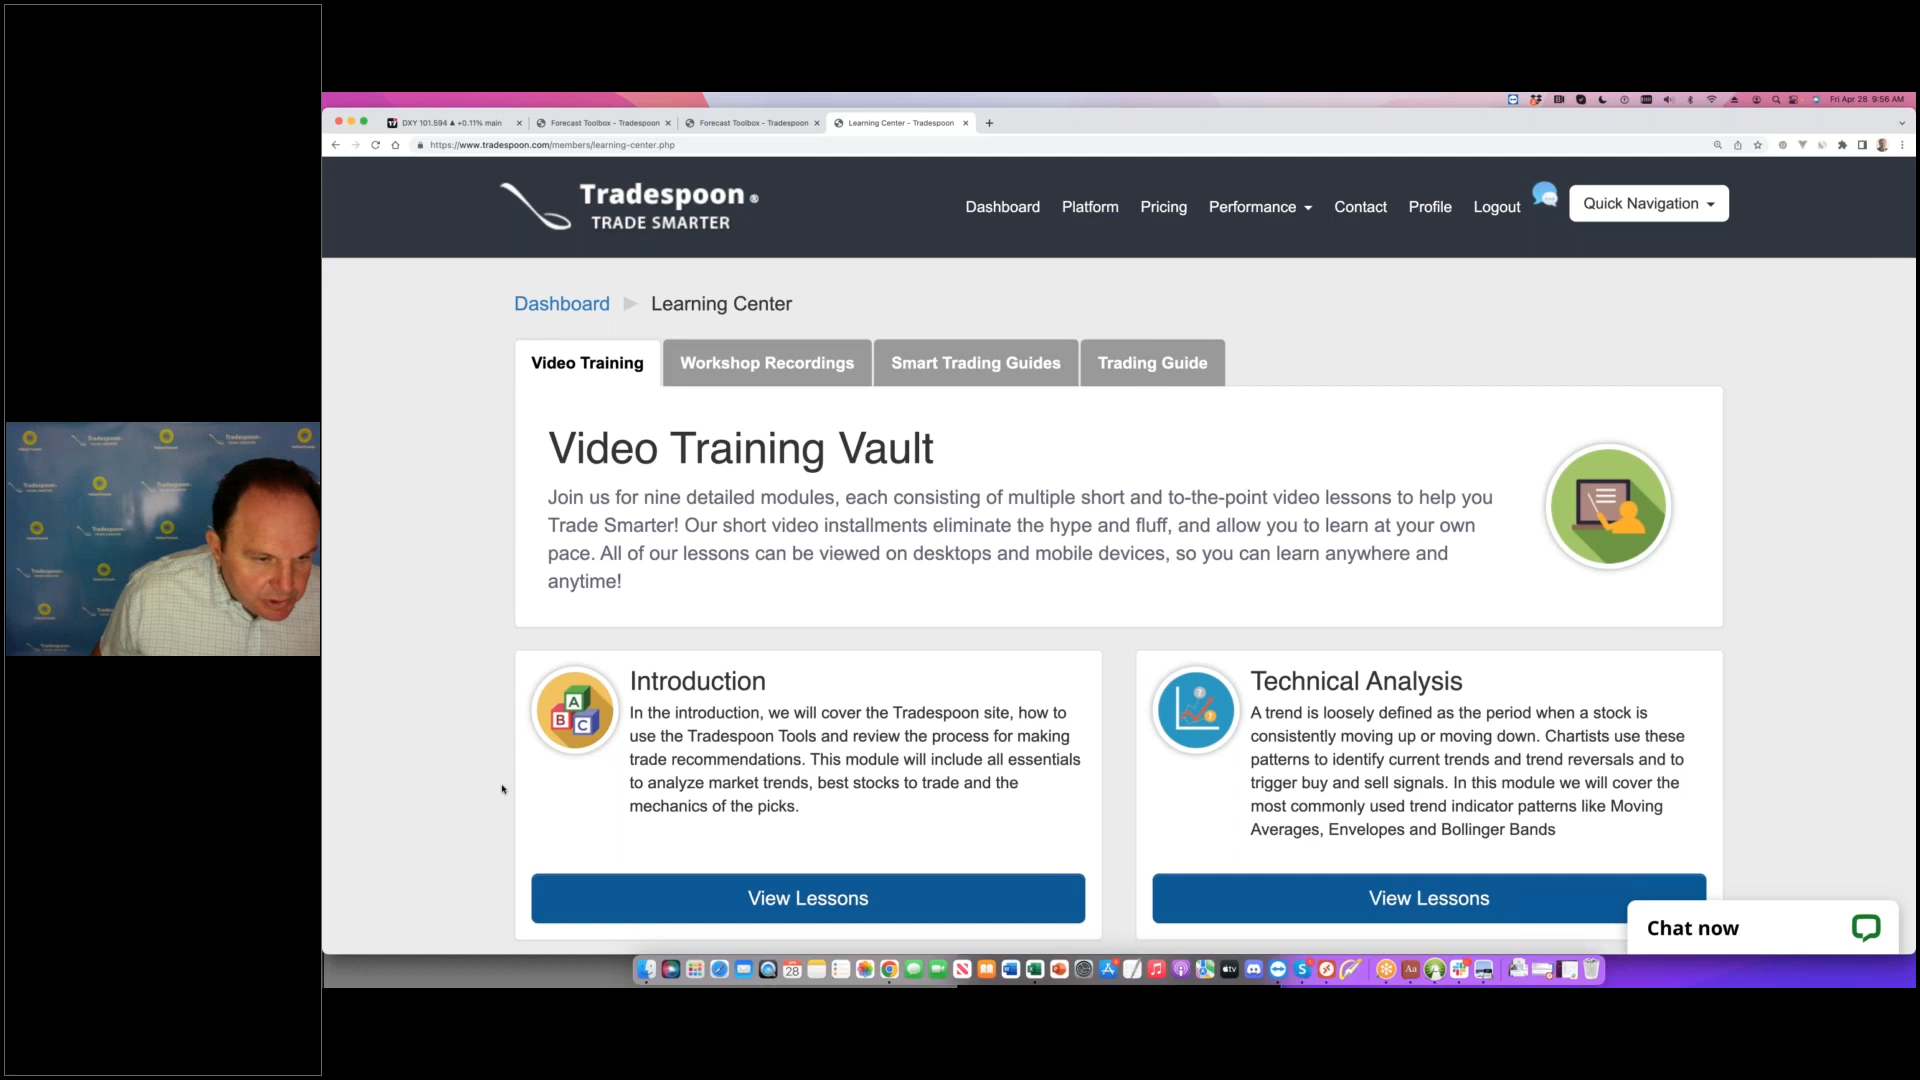 Fri Apr 28 9:56 AM
DXY 101.594 ▲ +0.11% main
Forecast Toolbox - Tradespoon
Forecast Toolbox - Tradespoon
Learning Center - Tradespoon
https://www.tradespoon.com/members/learning-center.php
Tradespoon®
TRADE SMARTER
Dashboard
Platform
Pricing
Performance
Contact
Profile
Logout
Quick Navigation
Dashboard
Learning Center
Video Training
Workshop Recordings
Smart Trading Guides
Trading Guide
Video Training Vault
Join us for nine detailed modules, each consisting of multiple short and to-the-point video lessons to help you
Trade Smarter! Our short video installments eliminate the hype and fluff, and allow you to learn at your own
pace. All of our lessons can be viewed on desktops and mobile devices, so you can learn anywhere and
anytime!
A
B
C
Introduction
In the introduction, we will cover the Tradespoon site, how to
use the Tradespoon Tools and review the process for making
trade recommendations. This module will include all essentials
to analyze market trends, best stocks to trade and the
mechanics of the picks.
View Lessons
Technical Analysis
A trend is loosely defined as the period when a stock is
consistently moving up or moving down. Chartists use these
patterns to identify current trends and trend reversals and to
trigger buy and sell signals. In this module we will cover the
most commonly used trend indicator patterns like Moving
Averages, Envelopes and Bollinger Bands
View Lessons
Chat now
28